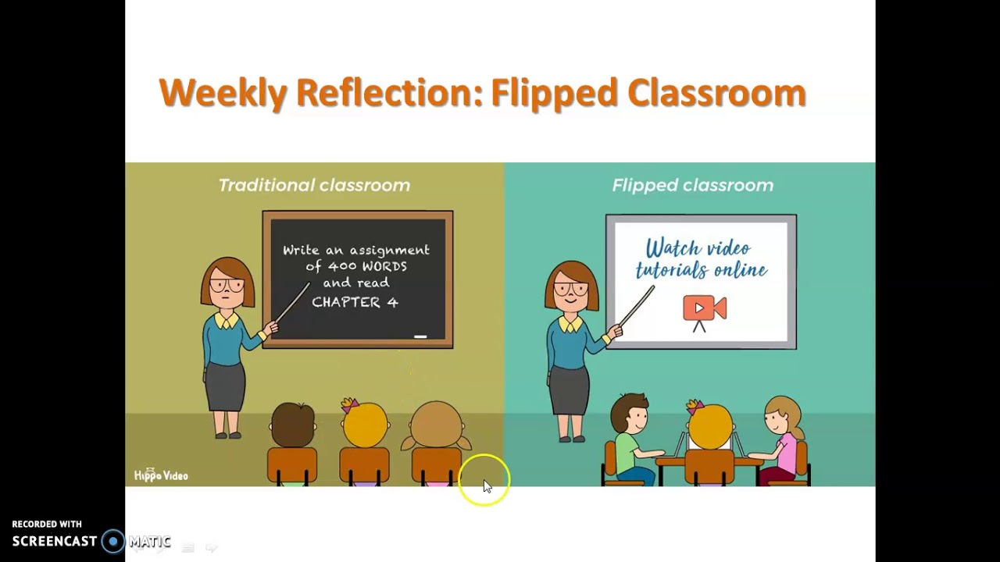 Weekly Reflection: Flipped Classroom
Traditional classroom
Write an assignment
of 400 WORDS
and read
CHAPTER 4
Hippo Video
Flipped classroom
Watch video
tutorials online
RECORDED WITH
SCREENCAST MATIC